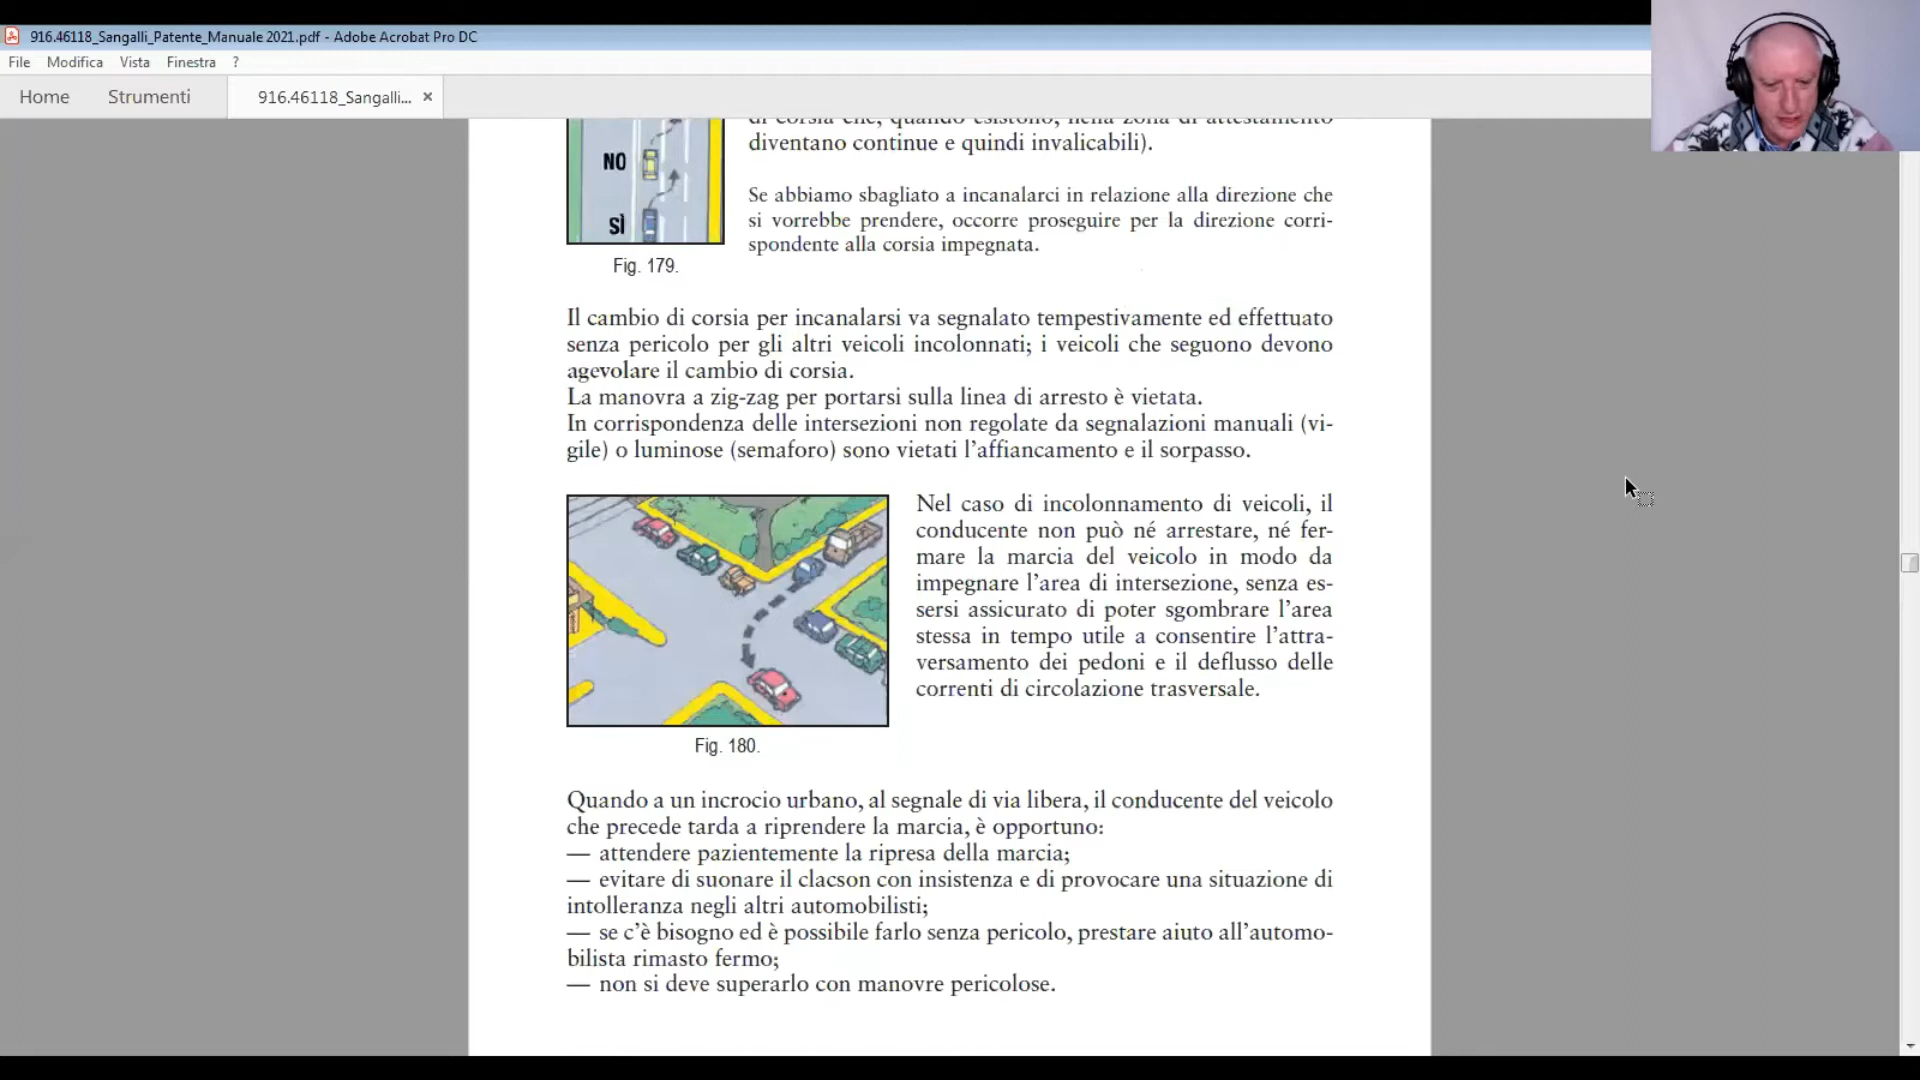 916.46118_Sangalli_Patente_Manuale 2021.pdf - Adobe Acrobat Pro DC
File Modifica Vista Finestra ?
Home Strumenti 916.46118_Sangalli... ×
di corsia che, quando esistono, nella zona di attestamento
diventano continue e quindi invalicabili).
NO
SÌ
Se abbiamo sbagliato a incanalarci in relazione alla direzione che
si vorrebbe prendere, occorre proseguire per la direzione corri-
spondente alla corsia impegnata.
Fig. 179.
Il cambio di corsia per incanalarsi va segnalato tempestivamente ed effettuato
senza pericolo per gli altri veicoli incolonnati; i veicoli che seguono devono
agevolare il cambio di corsia.
La manovra a zig-zag per portarsi sulla linea di arresto è vietata.
In corrispondenza delle intersezioni non regolate da segnalazioni manuali (vi-
gile) o luminose (semaforo) sono vietati l'affiancamento e il sorpasso.
Nel caso di incolonnamento di veicoli, il
conducente non può né arrestare, né fer-
mare la marcia del veicolo in modo da
impegnare l'area di intersezione, senza es-
sersi assicurato di poter sgombrare l'area
stessa in tempo utile a consentire l'attra-
versamento dei pedoni e il deflusso delle
correnti di circolazione trasversale.
Fig. 180.
Quando a un incrocio urbano, al segnale di via libera, il conducente del veicolo
che precede tarda a riprendere la marcia, è opportuno:
— attendere pazientemente la ripresa della marcia;
— evitare di suonare il clacson con insistenza e di provocare una situazione di
intolleranza negli altri automobilisti;
— se c'è bisogno ed è possibile farlo senza pericolo, prestare aiuto all'automo-
bilista rimasto fermo;
— non si deve superarlo con manovre pericolose.